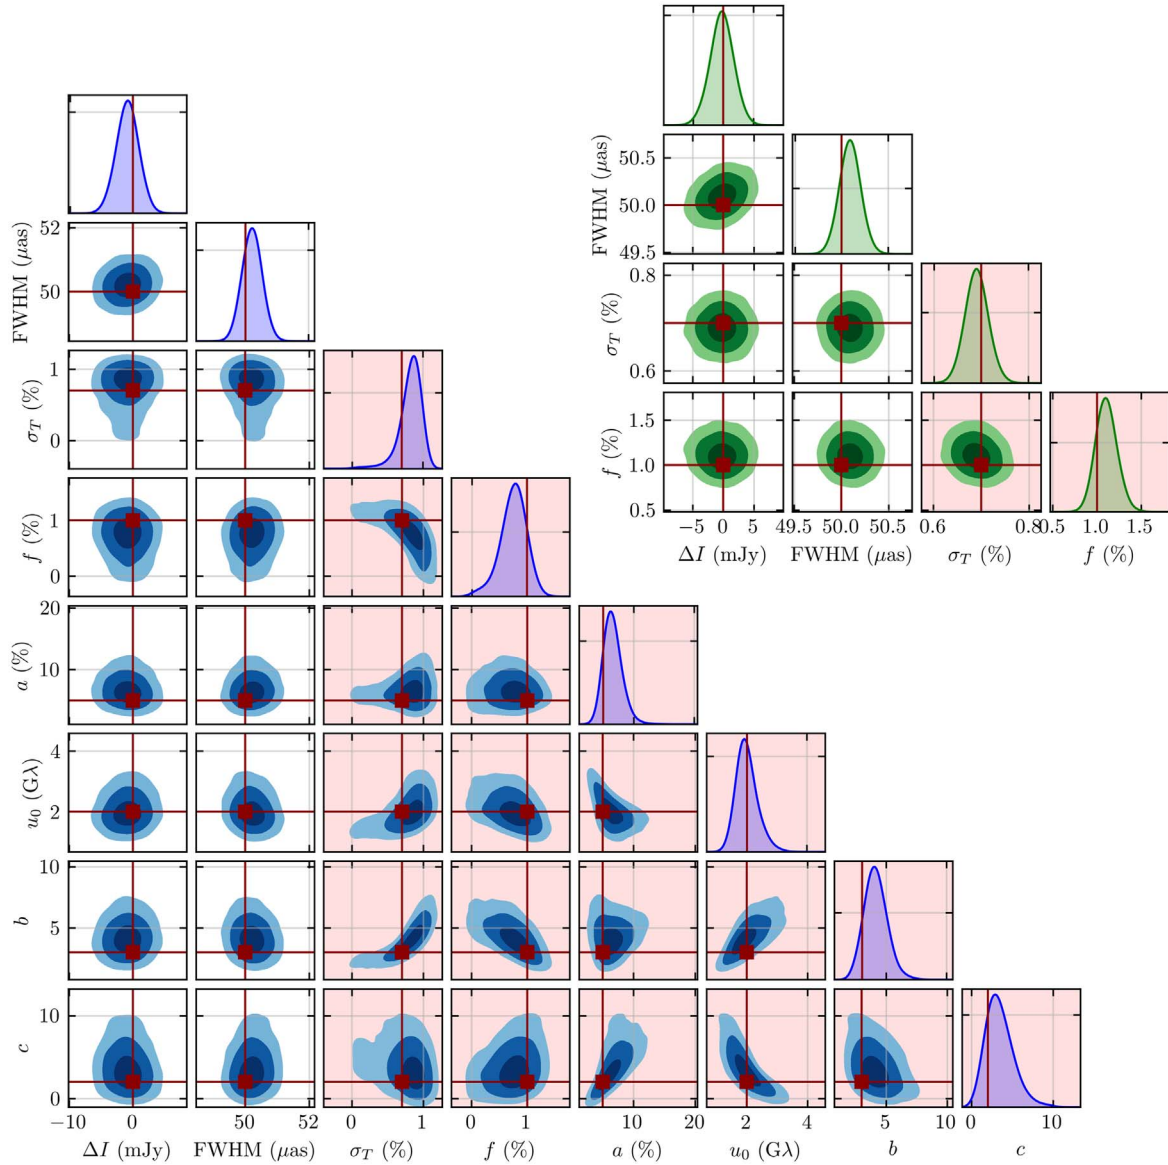 FWHM (μas)
50.5
50.0
49.5
52
50
FWHM (μas)
0.8
0.6
σ_T (%)
1
0
σ_T (%)
1.5
1.0
0.5
f (%)
1
0
f (%)
−5 0 5 49.5 50.0 50.5 0.6 0.8 0.5 1.0 1.5
ΔI (mJy) FWHM (μas) σ_T (%) f (%)
20
10
a (%)
4
2
u_0 (Gλ)
10
5
b
10
0
c
−10 0 50 52 0 1 0 1 10 20 2 4 5 10 0 10
ΔI (mJy) FWHM (μas) σ_T (%) f (%) a (%) u_0 (Gλ) b c